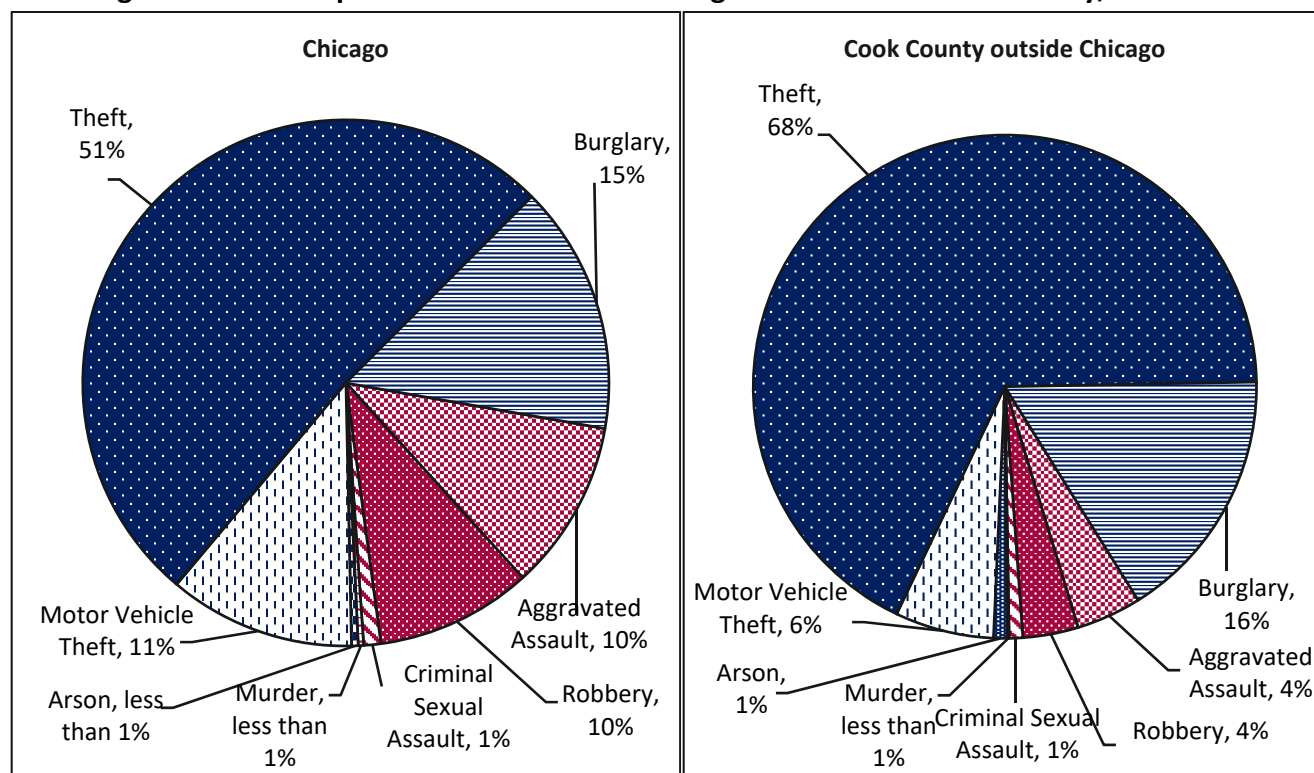 Chicago
Theft,
51%
Burglary,
15%
Aggravated
Assault, 10%
Robbery,
10%
Criminal
Sexual
Assault, 1%
Murder,
less than
1%
Arson, less
than 1%
Motor Vehicle
Theft, 11%
Cook County outside Chicago
Theft,
68%
Burglary,
16%
Aggravated
Assault, 4%
Robbery, 4%
Criminal Sexual
Assault, 1%
Murder,
less than
1%
Arson,
1%
Motor Vehicle
Theft, 6%